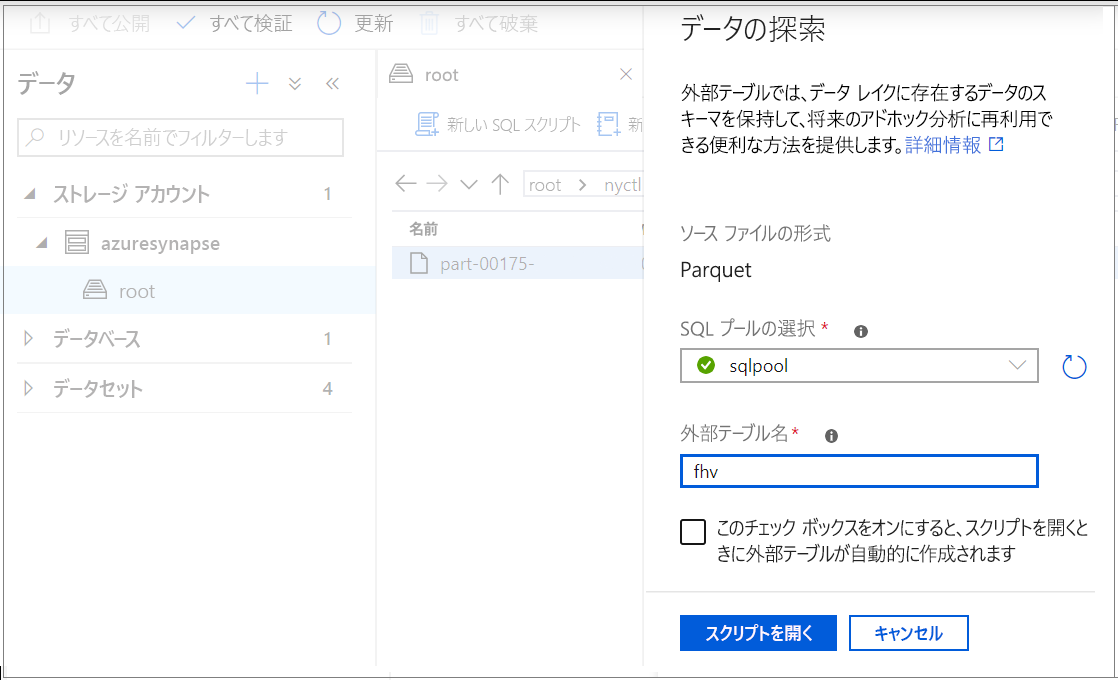 すべて公開 すべて検証 更新 すべて破棄
データ
リソースを名前でフィルターします
ストレージ アカウント 1
azuresynapse
root
データベース 1
データセット 4
root
新しい SQL スクリプト 新
root nyctl
名前
part-00175-
データの探索
外部テーブルでは、データ レイクに存在するデータのス
キーマを保持して、将来のアドホック分析に再利用で
きる便利な方法を提供します。詳細情報
ソース ファイルの形式
Parquet
SQL プールの選択 *
sqlpool
外部テーブル名 *
fhv
このチェック ボックスをオンにすると、スクリプトを開くと
きに外部テーブルが自動的に作成されます
スクリプトを開く キャンセル